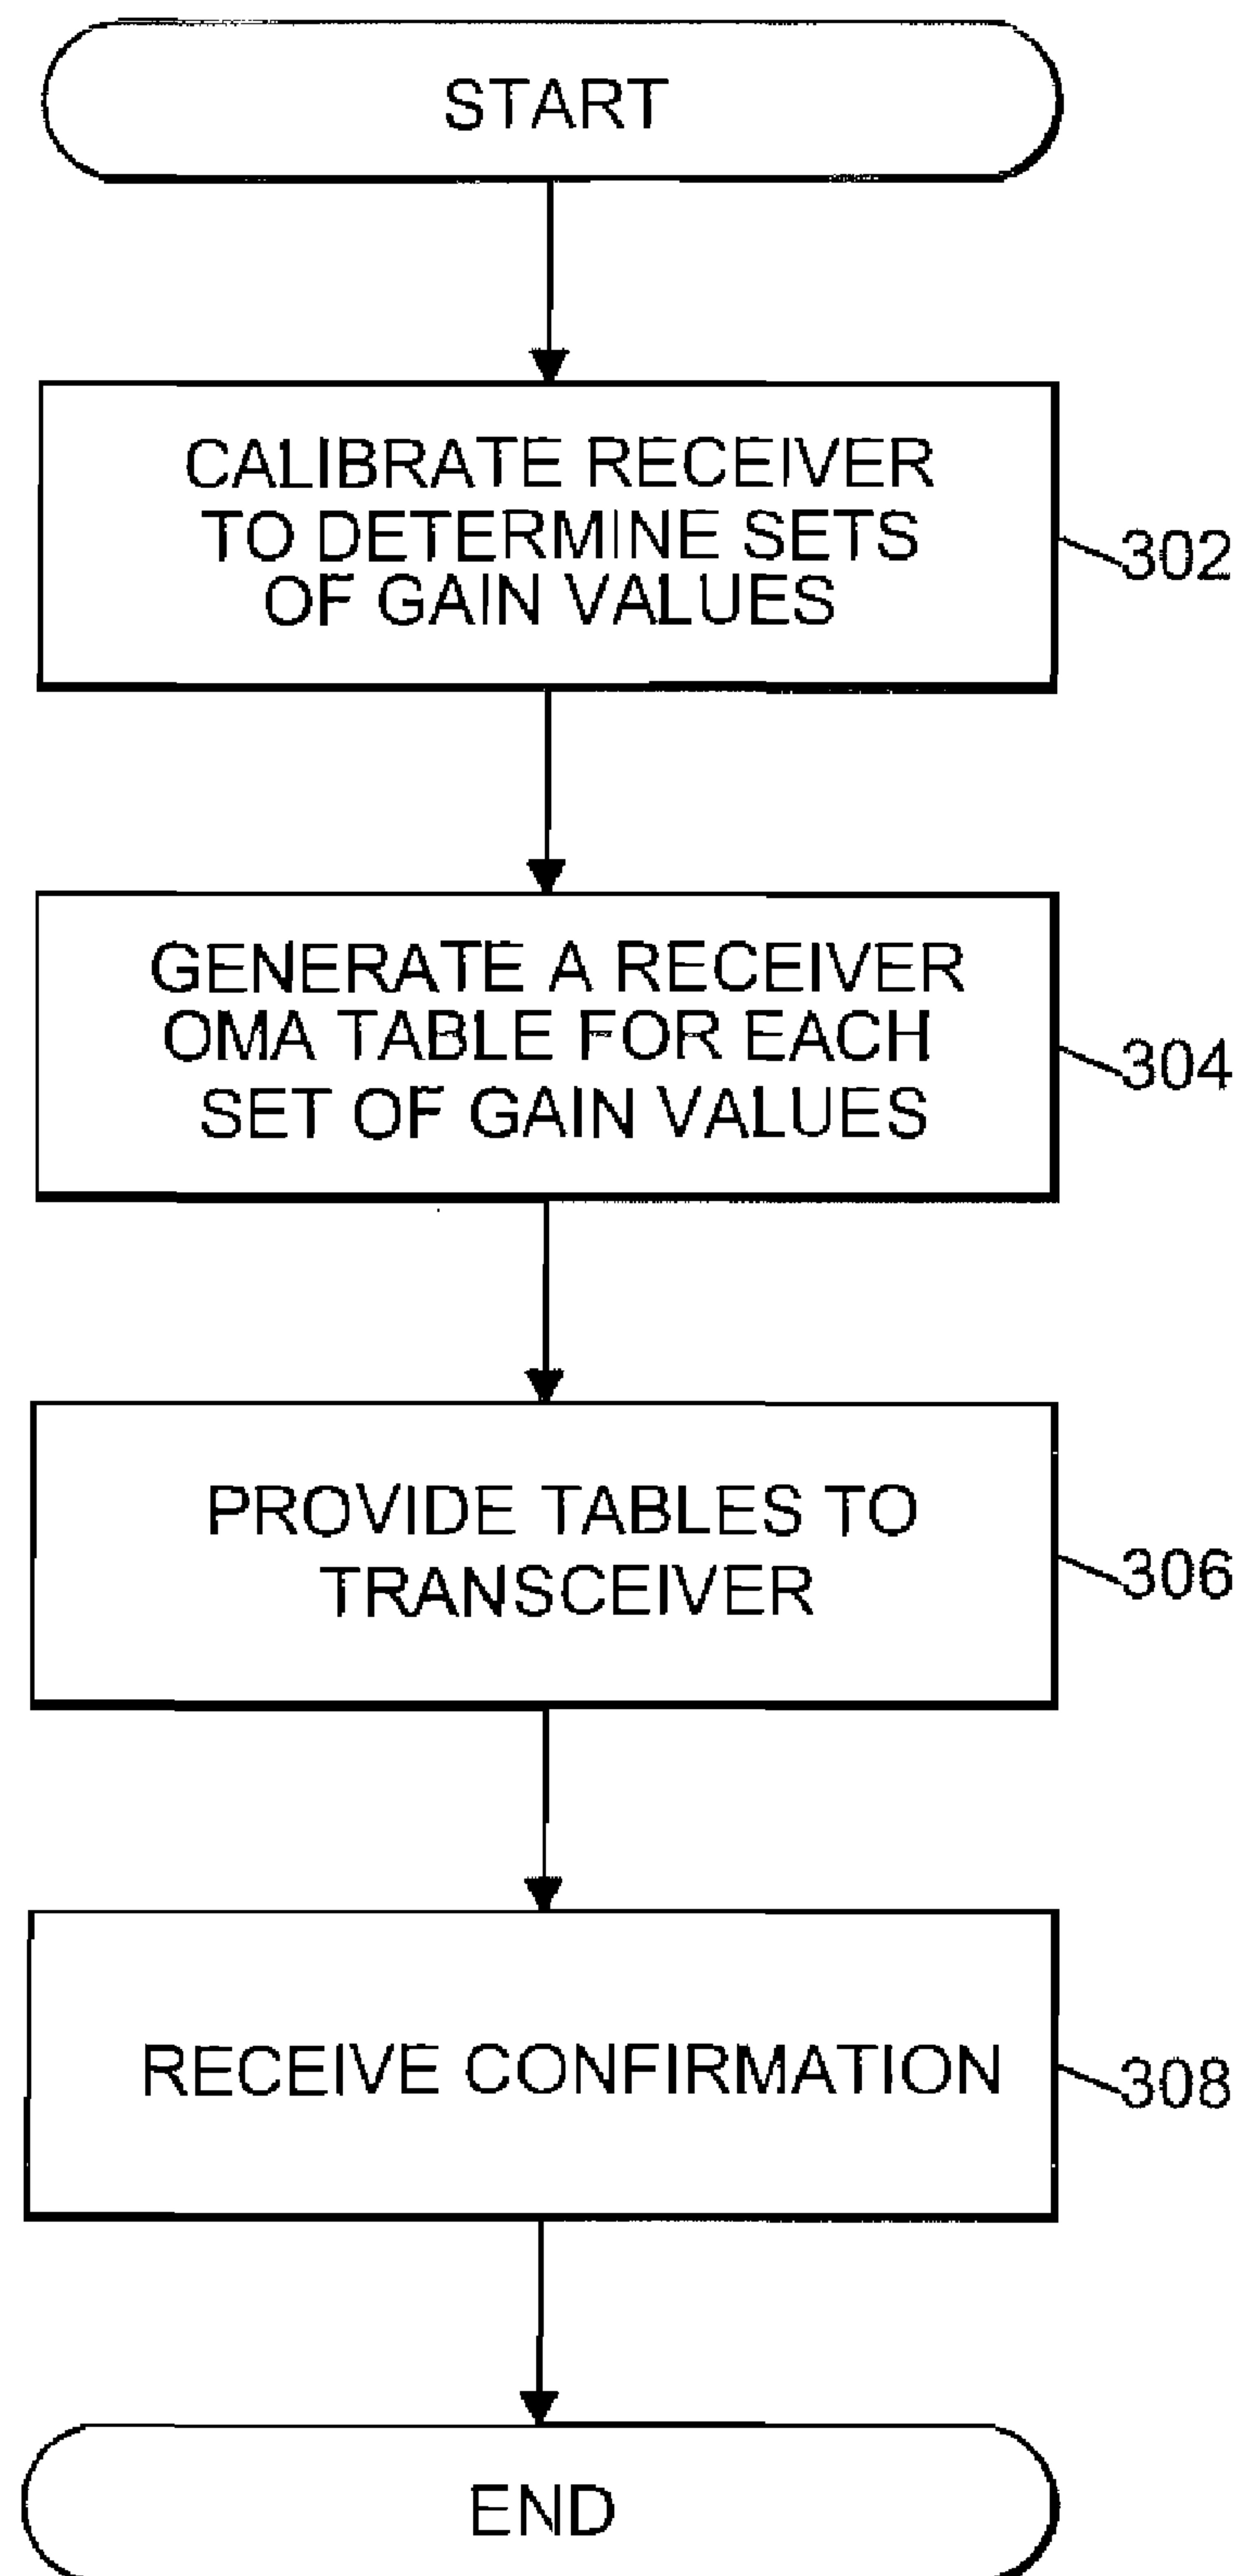 START
CALIBRATE RECEIVER
TO DETERMINE SETS
OF GAIN VALUES
302
GENERATE A RECEIVER
OMA TABLE FOR EACH
SET OF GAIN VALUES
304
PROVIDE TABLES TO
TRANSCEIVER
306
RECEIVE CONFIRMATION
308
END